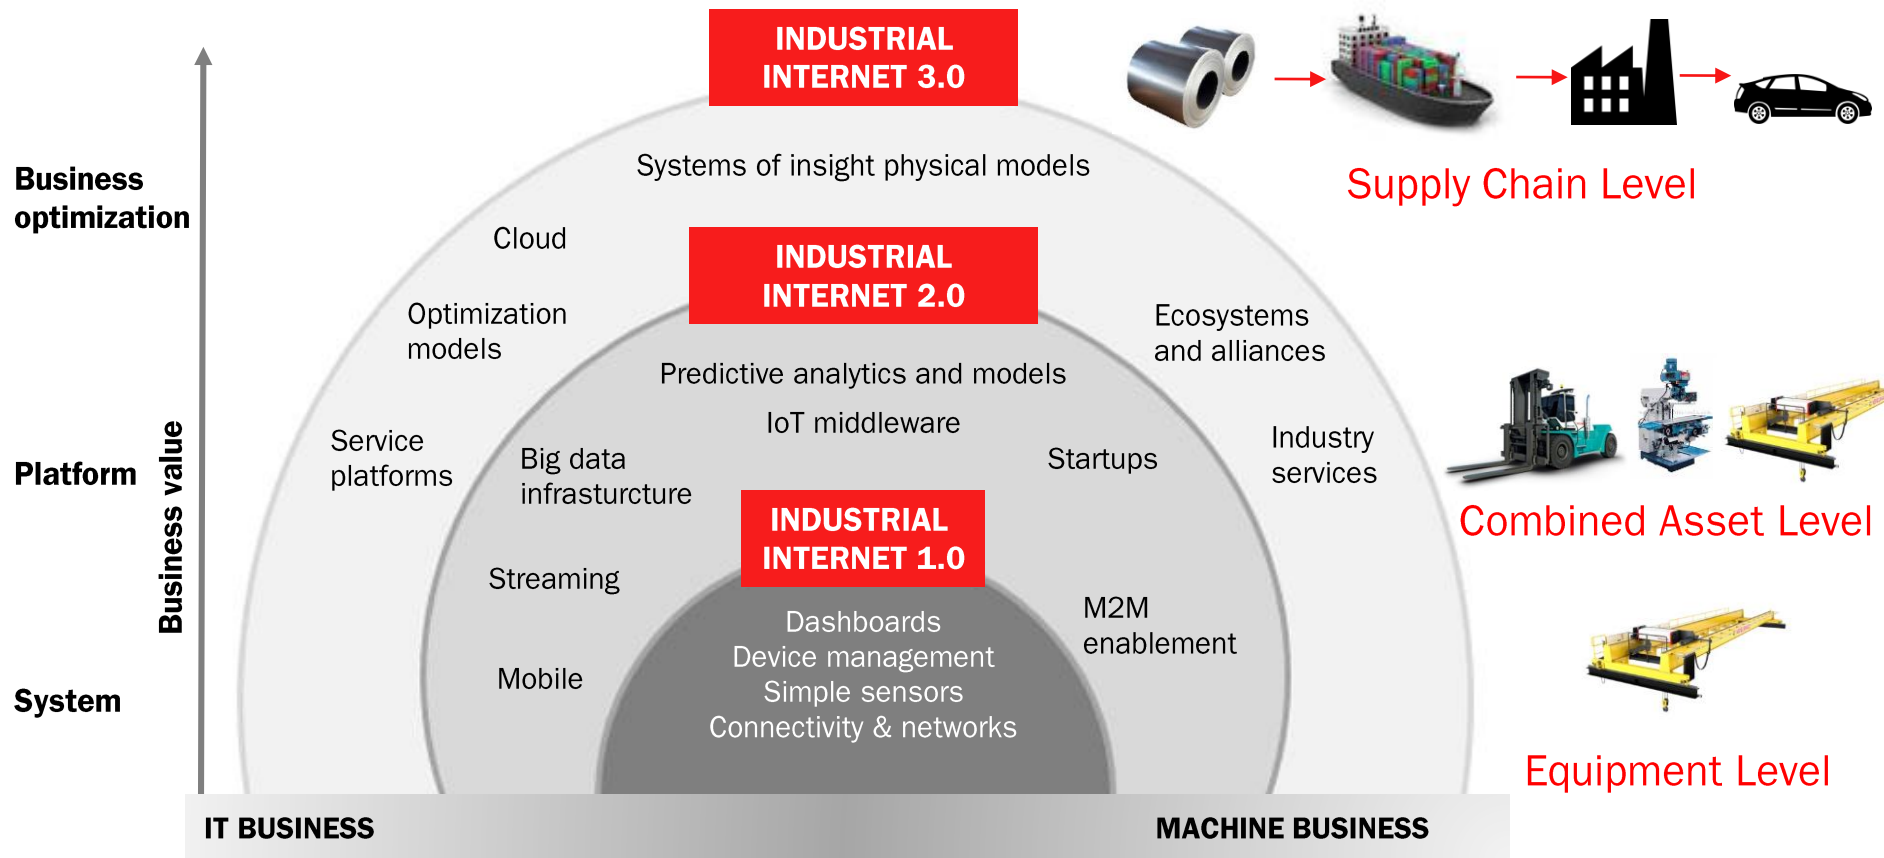 INDUSTRIAL
INTERNET 3.0
Systems of insight physical models
Supply Chain Level
Business
optimization
Cloud
INDUSTRIAL
INTERNET 2.0
Optimization
models
Ecosystems
and alliances
Predictive analytics and models
IoT middleware
Service
platforms
Big data
infrasturcture
Startups
Industry
services
Platform
Business value
Combined Asset Level
INDUSTRIAL
INTERNET 1.0
Streaming
Dashboards
Device management
Simple sensors
Connectivity & networks
M2M
enablement
Mobile
System
Equipment Level
IT BUSINESS
MACHINE BUSINESS